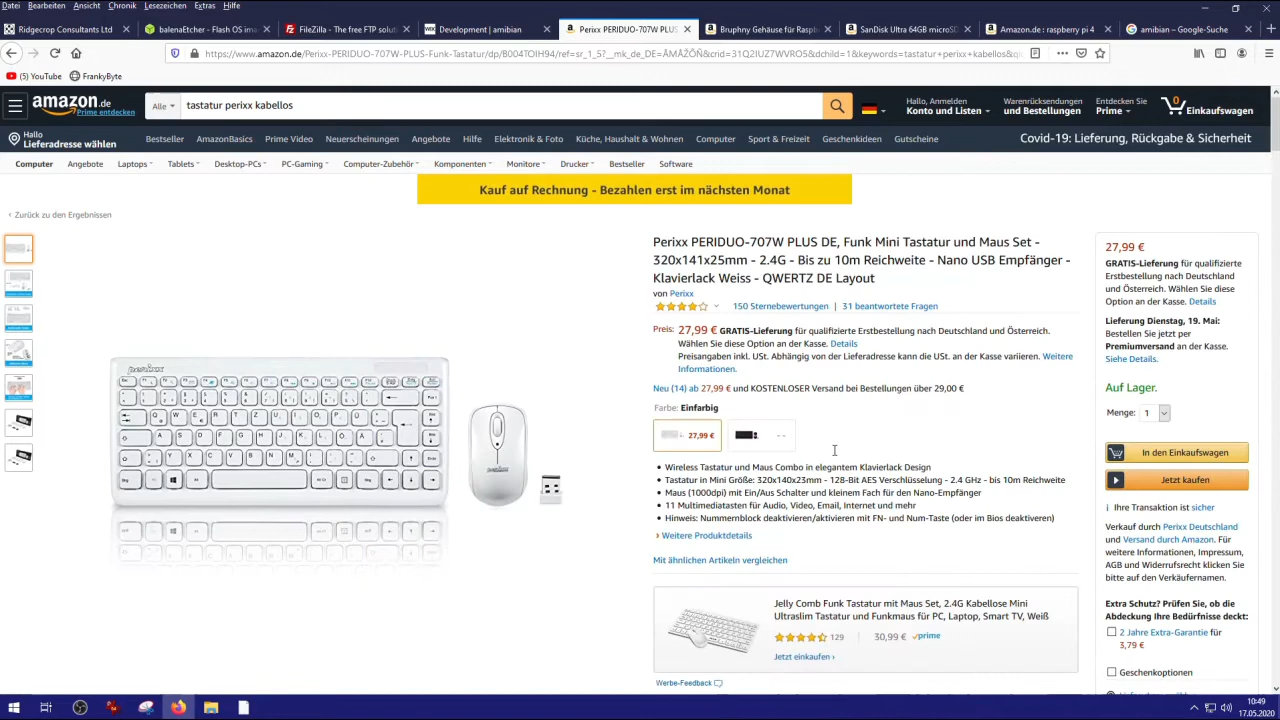 Datei Bearbeiten Ansicht Chronik Lesezeichen Extras Hilfe
Ridgecrop Consultants Ltd
balenaEtcher - Flash OS ima
FileZilla - The free FTP solut
Development | amibian
Perixx PERIDUO-707W PLUS
Bruphny Gehäuse für Raspb
SanDisk Ultra 64GB microSD
Amazon.de : raspberry pi 4
amibian – Google-Suche
YouTube FrankyByte
amazon.de
Prime entdecken
Alle
tastatur perixx kabellos
Hallo, Anmelden
Konto und Listen
Warenrücksendungen
und Bestellungen
Entdecken Sie
Prime
0
Einkaufswagen
Hallo
Lieferadresse wählen
Bestseller AmazonBasics Prime Video Neuerscheinungen Angebote Hilfe Elektronik & Foto Küche, Haushalt & Wohnen Computer Sport & Freizeit Geschenkideen Gutscheine
Covid-19: Lieferung, Rückgabe & Sicherheit
Computer Angebote Laptops Tablets Desktop-PCs PC-Gaming Computer-Zubehör Komponenten Monitore Drucker Bestseller Software
Kauf auf Rechnung - Bezahlen erst im nächsten Monat
‹ Zurück zu den Ergebnissen
perixx
perixx
Perixx PERIDUO-707W PLUS DE, Funk Mini Tastatur und Maus Set -
320x141x25mm - 2.4G - Bis zu 10m Reichweite - Nano USB Empfänger -
Klavierlack Weiss - QWERTZ DE Layout
von Perixx
150 Sternebewertungen | 31 beantwortete Fragen
Preis: 27,99 € GRATIS-Lieferung für qualifizierte Erstbestellung nach Deutschland und Österreich.
Wählen Sie diese Option an der Kasse. Details
Preisangaben inkl. USt. Abhängig von der Lieferadresse kann die USt. an der Kasse variieren. Weitere
Informationen.
Neu (14) ab 27,99 € und KOSTENLOSER Versand bei Bestellungen über 29,00 €
Farbe: Einfarbig
27,99 €
- -
• Wireless Tastatur und Maus Combo in elegantem Klavierlack Design
• Tastatur in Mini Größe: 320x140x23mm - 128-Bit AES Verschlüsselung - 2.4 GHz - bis 10m Reichweite
• Maus (1000dpi) mit Ein/Aus Schalter und kleinem Fach für den Nano-Empfänger
• 11 Multimediatasten für Audio, Video, Email, Internet und mehr
• Hinweis: Nummernblock deaktivieren/aktivieren mit FN- und Num-Taste (oder im Bios deaktivieren)
› Weitere Produktdetails
Mit ähnlichen Artikeln vergleichen
Jelly Comb Funk Tastatur mit Maus Set, 2.4G Kabellose Mini
Ultraslim Tastatur und Funkmaus für PC, Laptop, Smart TV, Weiß
129 | 30,99 € prime
Jetzt einkaufen ›
Werbe-Feedback
27,99 €
GRATIS-Lieferung für qualifizierte
Erstbestellung nach Deutschland
und Österreich. Wählen Sie diese
Option an der Kasse. Details
Lieferung Dienstag, 19. Mai:
Bestellen Sie jetzt per
Premiumversand an der Kasse.
Siehe Details.
Auf Lager.
Menge: 1
In den Einkaufswagen
Jetzt kaufen
Ihre Transaktion ist sicher
Verkauf durch Perixx Deutschland
und Versand durch Amazon. Für
weitere Informationen, Impressum,
AGB und Widerrufsrecht klicken Sie
bitte auf den Verkäufernamen.
Extra Schutz? Prüfen Sie, ob die
Abdeckung Ihre Bedürfnisse deckt:
2 Jahre Extra-Garantie für
3,79 €
Geschenkoptionen
10:49
17.05.2020